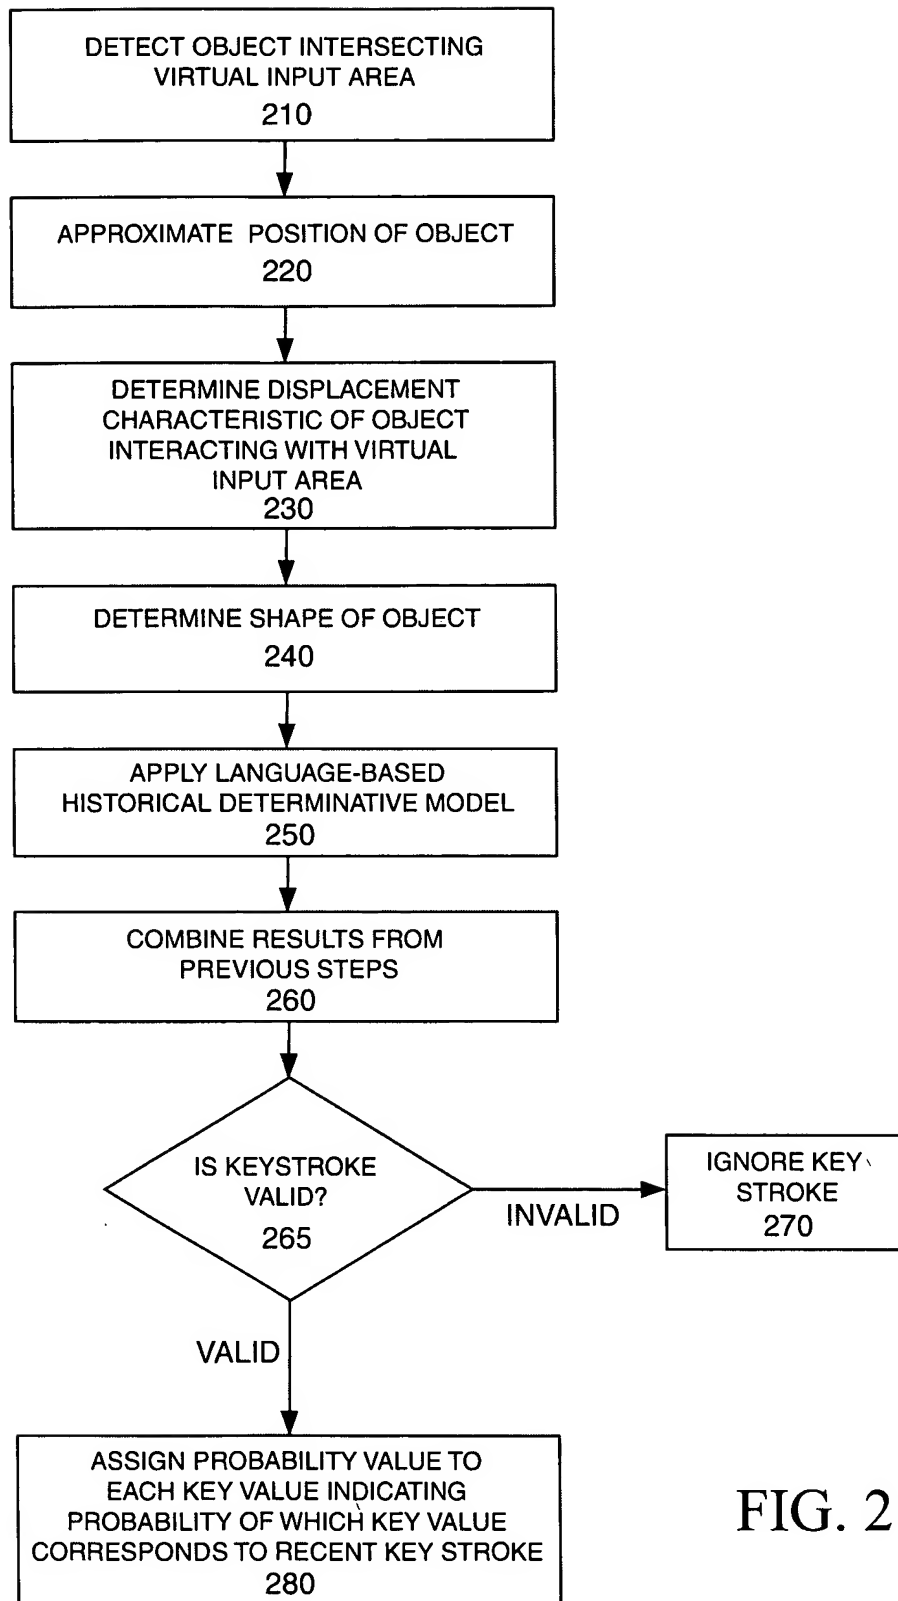 DETECT OBJECT INTERSECTING
VIRTUAL INPUT AREA
210
APPROXIMATE POSITION OF OBJECT
220
DETERMINE DISPLACEMENT
CHARACTERISTIC OF OBJECT
INTERACTING WITH VIRTUAL
INPUT AREA
230
DETERMINE SHAPE OF OBJECT
240
APPLY LANGUAGE-BASED
HISTORICAL DETERMINATIVE MODEL
250
COMBINE RESULTS FROM
PREVIOUS STEPS
260
IS KEYSTROKE
VALID?
265
INVALID
IGNORE KEY
STROKE
270
VALID
ASSIGN PROBABILITY VALUE TO
EACH KEY VALUE INDICATING
PROBABILITY OF WHICH KEY VALUE
CORRESPONDS TO RECENT KEY STROKE
280
FIG. 2